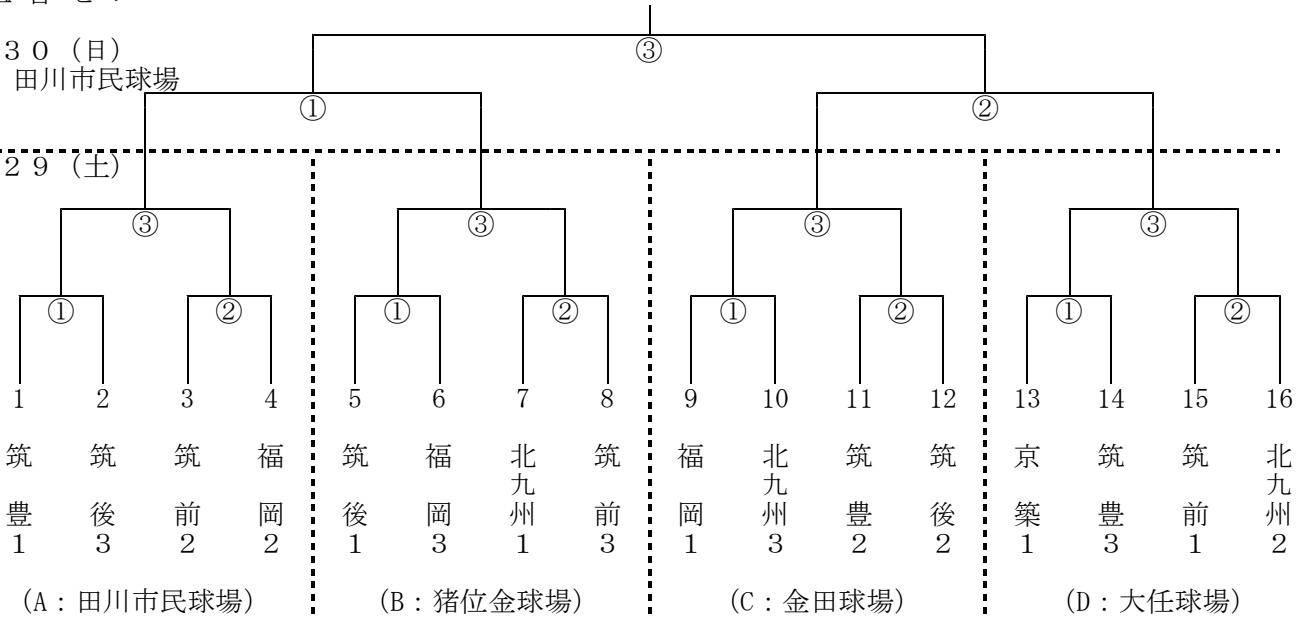 ３０（日）
③
田川市民球場
① ②
２９（土）
③ ③ ③ ③
① ② ① ② ① ② ① ②
1 2 3 4 5 6 7 8 9 10 11 12 13 14 15 16
筑豊１ 筑後３ 筑前２ 福岡２ 筑後１ 福岡３ 北九州１ 筑前３ 福岡１ 北九州３ 筑豊２ 筑後２ 京築１ 筑豊３ 筑前１ 北九州２
(A：田川市民球場) (B：猪位金球場) (C：金田球場) (D：大任球場)